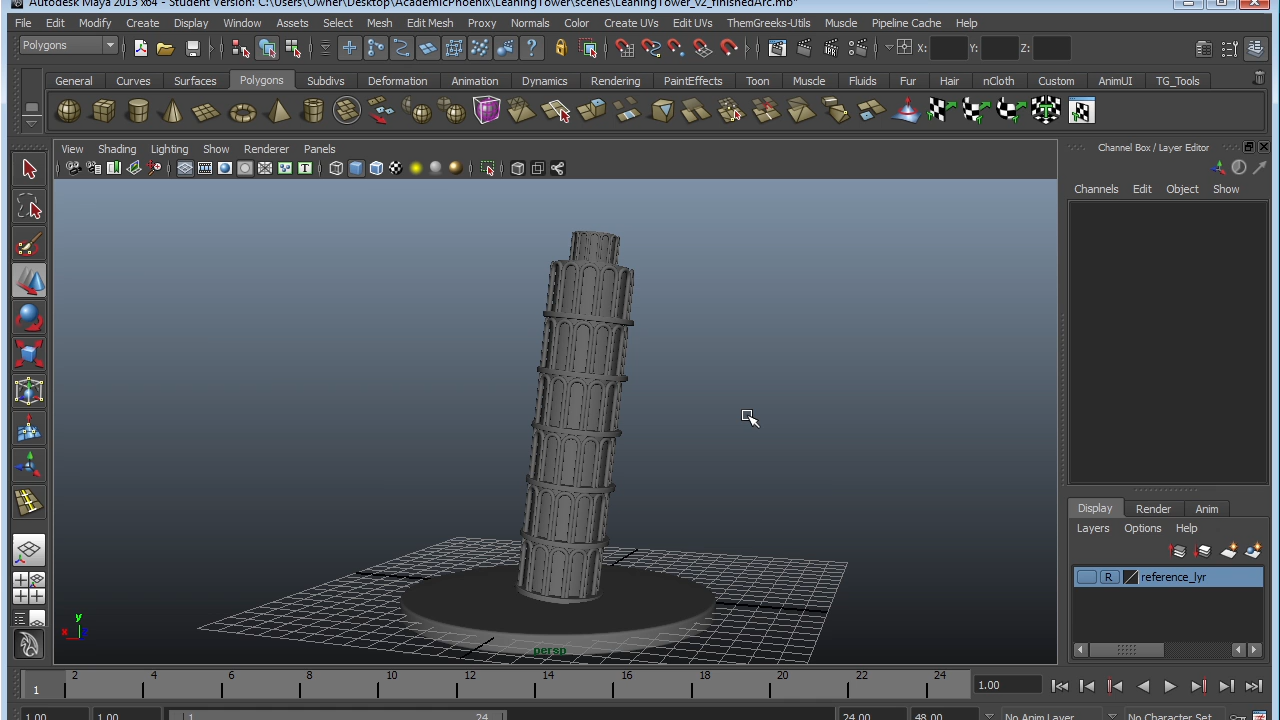 Autodesk Maya 2013 x64 - Student Version: C:\Users\Owner\Desktop\AcademicPhoenix\LeaningTower\scenes\LeaningTower_v2_finishedArc.mb*
File Edit Modify Create Display Window Assets Select Mesh Edit Mesh Proxy Normals Color Create UVs Edit UVs ThemGreeks-Utils Muscle Pipeline Cache Help
Polygons X: Y: Z:
General Curves Surfaces Polygons Subdivs Deformation Animation Dynamics Rendering PaintEffects Toon Muscle Fluids Fur Hair nCloth Custom AnimUI TG_Tools
View Shading Lighting Show Renderer Panels
Channel Box / Layer Editor
Channels Edit Object Show
Display Render Anim
Layers Options Help
R reference_lyr
y
x z
persp
1 2 4 6 8 10 12 14 16 18 20 22 24 1.00
1.00 1.00 1 24 24.00 48.00 No Anim Layer No Character Set